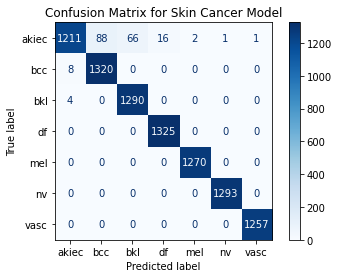 Confusion Matrix for Skin Cancer Model
True label
akiec 1211 88 66 16 2 1 1
bcc 8 1320 0 0 0 0 0
bkl 4 0 1290 0 0 0 0
df 0 0 0 1325 0 0 0
mel 0 0 0 0 1270 0 0
nv 0 0 0 0 0 1293 0
vasc 0 0 0 0 0 0 1257
akiec bcc bkl df mel nv vasc
Predicted label
1200
1000
800
600
400
200
0